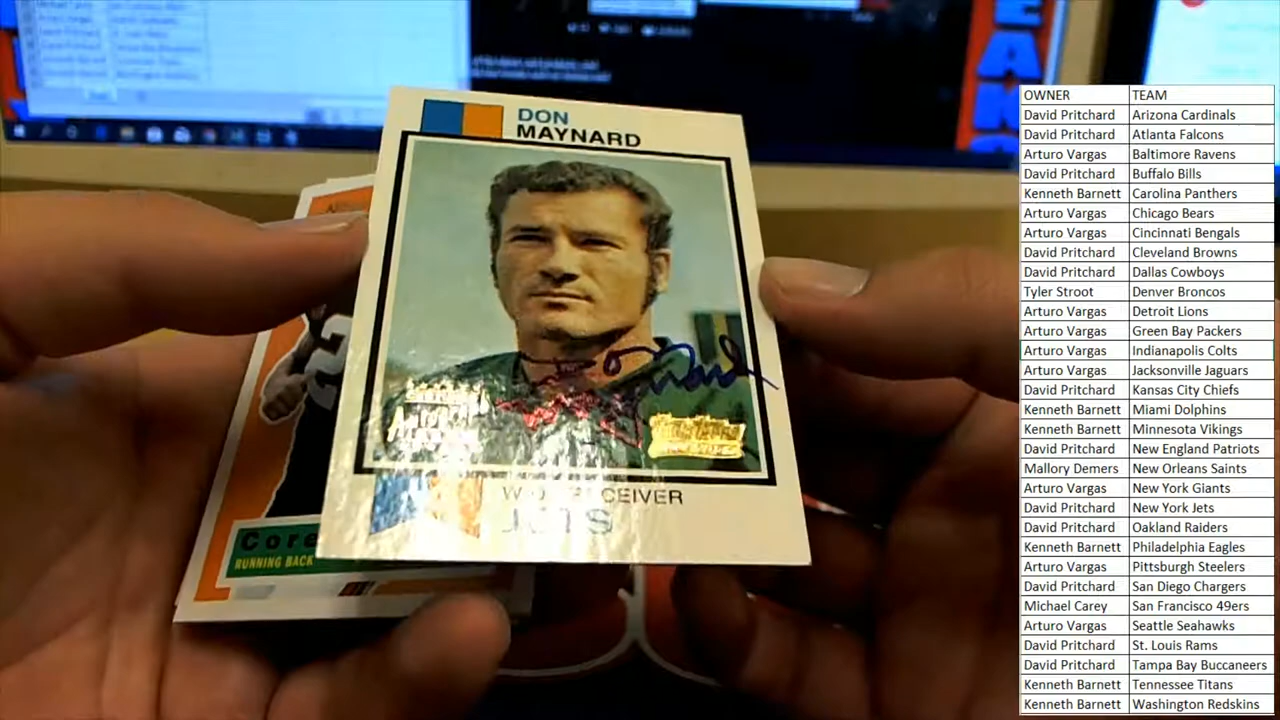 DON
MAYNARD
JETS
Core
RUNNING BACK
OWNER TEAM
David Pritchard Arizona Cardinals
David Pritchard Atlanta Falcons
Arturo Vargas Baltimore Ravens
David Pritchard Buffalo Bills
Kenneth Barnett Carolina Panthers
Arturo Vargas Chicago Bears
Arturo Vargas Cincinnati Bengals
David Pritchard Cleveland Browns
David Pritchard Dallas Cowboys
Tyler Stroot Denver Broncos
Arturo Vargas Detroit Lions
Arturo Vargas Green Bay Packers
Arturo Vargas Indianapolis Colts
Arturo Vargas Jacksonville Jaguars
David Pritchard Kansas City Chiefs
Kenneth Barnett Miami Dolphins
Kenneth Barnett Minnesota Vikings
David Pritchard New England Patriots
Mallory Demers New Orleans Saints
Arturo Vargas New York Giants
David Pritchard New York Jets
David Pritchard Oakland Raiders
Kenneth Barnett Philadelphia Eagles
Arturo Vargas Pittsburgh Steelers
David Pritchard San Diego Chargers
Michael Carey San Francisco 49ers
Arturo Vargas Seattle Seahawks
David Pritchard St. Louis Rams
David Pritchard Tampa Bay Buccaneers
Kenneth Barnett Tennessee Titans
Kenneth Barnett Washington Redskins